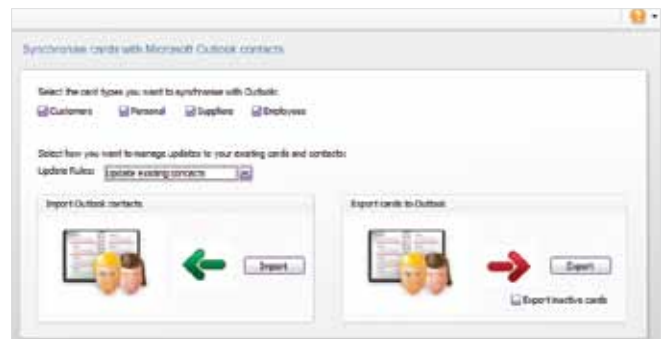 Synchronise cards with Microsoft Outlook contacts
Select the card types you want to synchronise with Outlook:
Customers Personal Suppliers Employees
Select how you want to manage updates to your existing cards and contacts:
Update Rules: Update existing contacts
Import Outlook contacts
Export cards to Outlook
Import
Export
Export inactive cards